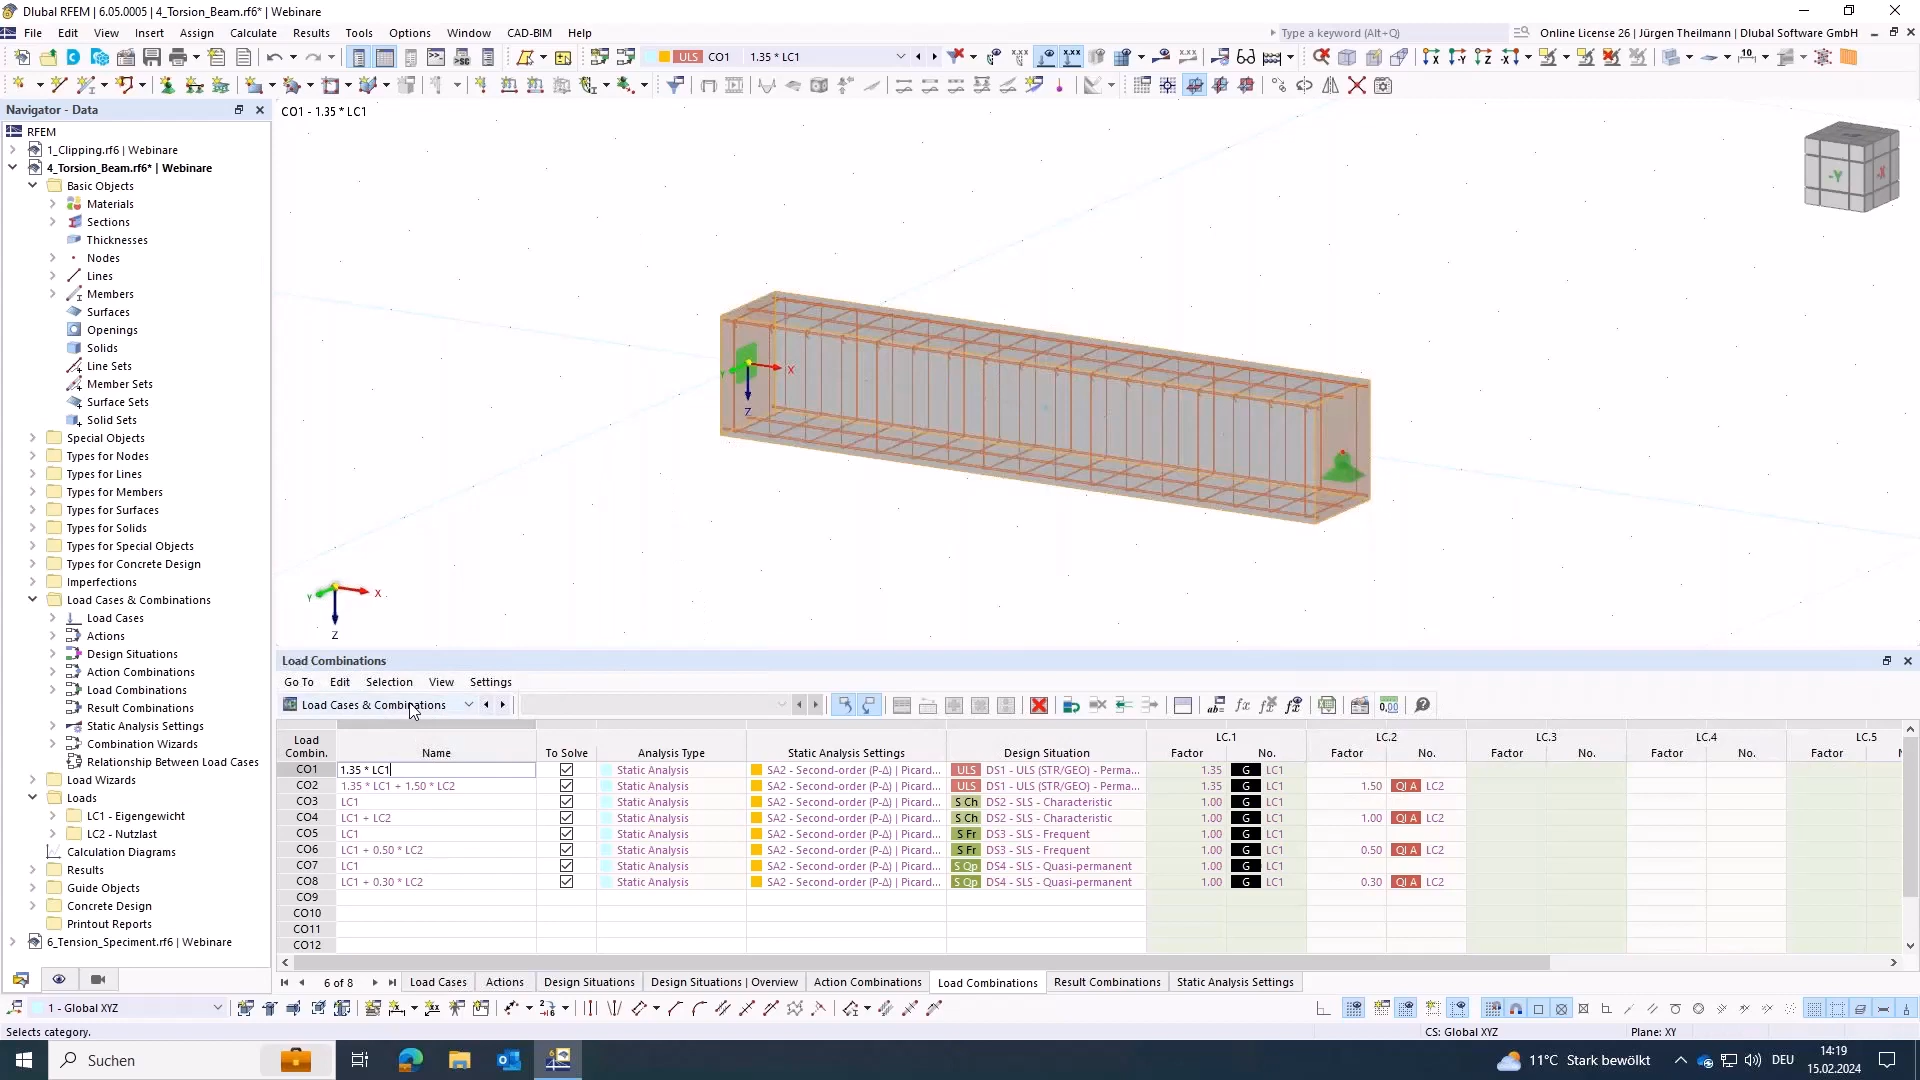 Dlubal RFEM | 6.05.0005 | 4_Torsion_Beam.rf6* | Webinare
File Edit View Insert Assign Calculate Results Tools Options Window CAD-BIM Help
Type a keyword (Alt+Q)
Online License 26 | Jürgen Theilmann | Dlubal Software GmbH
ULS CO1 1.35 * LC1
Navigator - Data
RFEM
1_Clipping.rf6 | Webinare
4_Torsion_Beam.rf6* | Webinare
Basic Objects
Materials
Sections
Thicknesses
Nodes
Lines
Members
Surfaces
Openings
Solids
Line Sets
Member Sets
Surface Sets
Solid Sets
Special Objects
Types for Nodes
Types for Lines
Types for Members
Types for Surfaces
Types for Solids
Types for Special Objects
Types for Concrete Design
Imperfections
Load Cases & Combinations
Load Cases
Actions
Design Situations
Action Combinations
Load Combinations
Result Combinations
Static Analysis Settings
Combination Wizards
Relationship Between Load Cases
Load Wizards
Loads
LC1 - Eigengewicht
LC2 - Nutzlast
Calculation Diagrams
Results
Guide Objects
Concrete Design
Printout Reports
6_Tension_Speciment.rf6 | Webinare
CO1 - 1.35 * LC1
-Y -X
X
Y
Z
X
Y
Z
Load Combinations
Go To Edit Selection View Settings
Load Cases & Combinations
Load Combin. Name To Solve Analysis Type Static Analysis Settings Design Situation LC.1 Factor No. LC.2 Factor No. LC.3 Factor No. LC.4 Factor No. LC.5
CO1 1.35 * LC1 Static Analysis SA2 - Second-order (P-Δ) | Picard... ULS DS1 - ULS (STR/GEO) - Perma... 1.35 G LC1
CO2 1.35 * LC1 + 1.50 * LC2 Static Analysis SA2 - Second-order (P-Δ) | Picard... ULS DS1 - ULS (STR/GEO) - Perma... 1.35 G LC1 1.50 QI A LC2
CO3 LC1 Static Analysis SA2 - Second-order (P-Δ) | Picard... S Ch DS2 - SLS - Characteristic 1.00 G LC1
CO4 LC1 + LC2 Static Analysis SA2 - Second-order (P-Δ) | Picard... S Ch DS2 - SLS - Characteristic 1.00 G LC1 1.00 QI A LC2
CO5 LC1 Static Analysis SA2 - Second-order (P-Δ) | Picard... S Fr DS3 - SLS - Frequent 1.00 G LC1
CO6 LC1 + 0.50 * LC2 Static Analysis SA2 - Second-order (P-Δ) | Picard... S Fr DS3 - SLS - Frequent 1.00 G LC1 0.50 QI A LC2
CO7 LC1 Static Analysis SA2 - Second-order (P-Δ) | Picard... S Qp DS4 - SLS - Quasi-permanent 1.00 G LC1
CO8 LC1 + 0.30 * LC2 Static Analysis SA2 - Second-order (P-Δ) | Picard... S Qp DS4 - SLS - Quasi-permanent 1.00 G LC1 0.30 QI A LC2
CO9
CO10
CO11
CO12
6 of 8 Load Cases Actions Design Situations Design Situations | Overview Action Combinations Load Combinations Result Combinations Static Analysis Settings
1 - Global XYZ
Selects category.
CS: Global XYZ Plane: XY
Suchen
11°C Stark bewölkt
DEU
14:19
15.02.2024